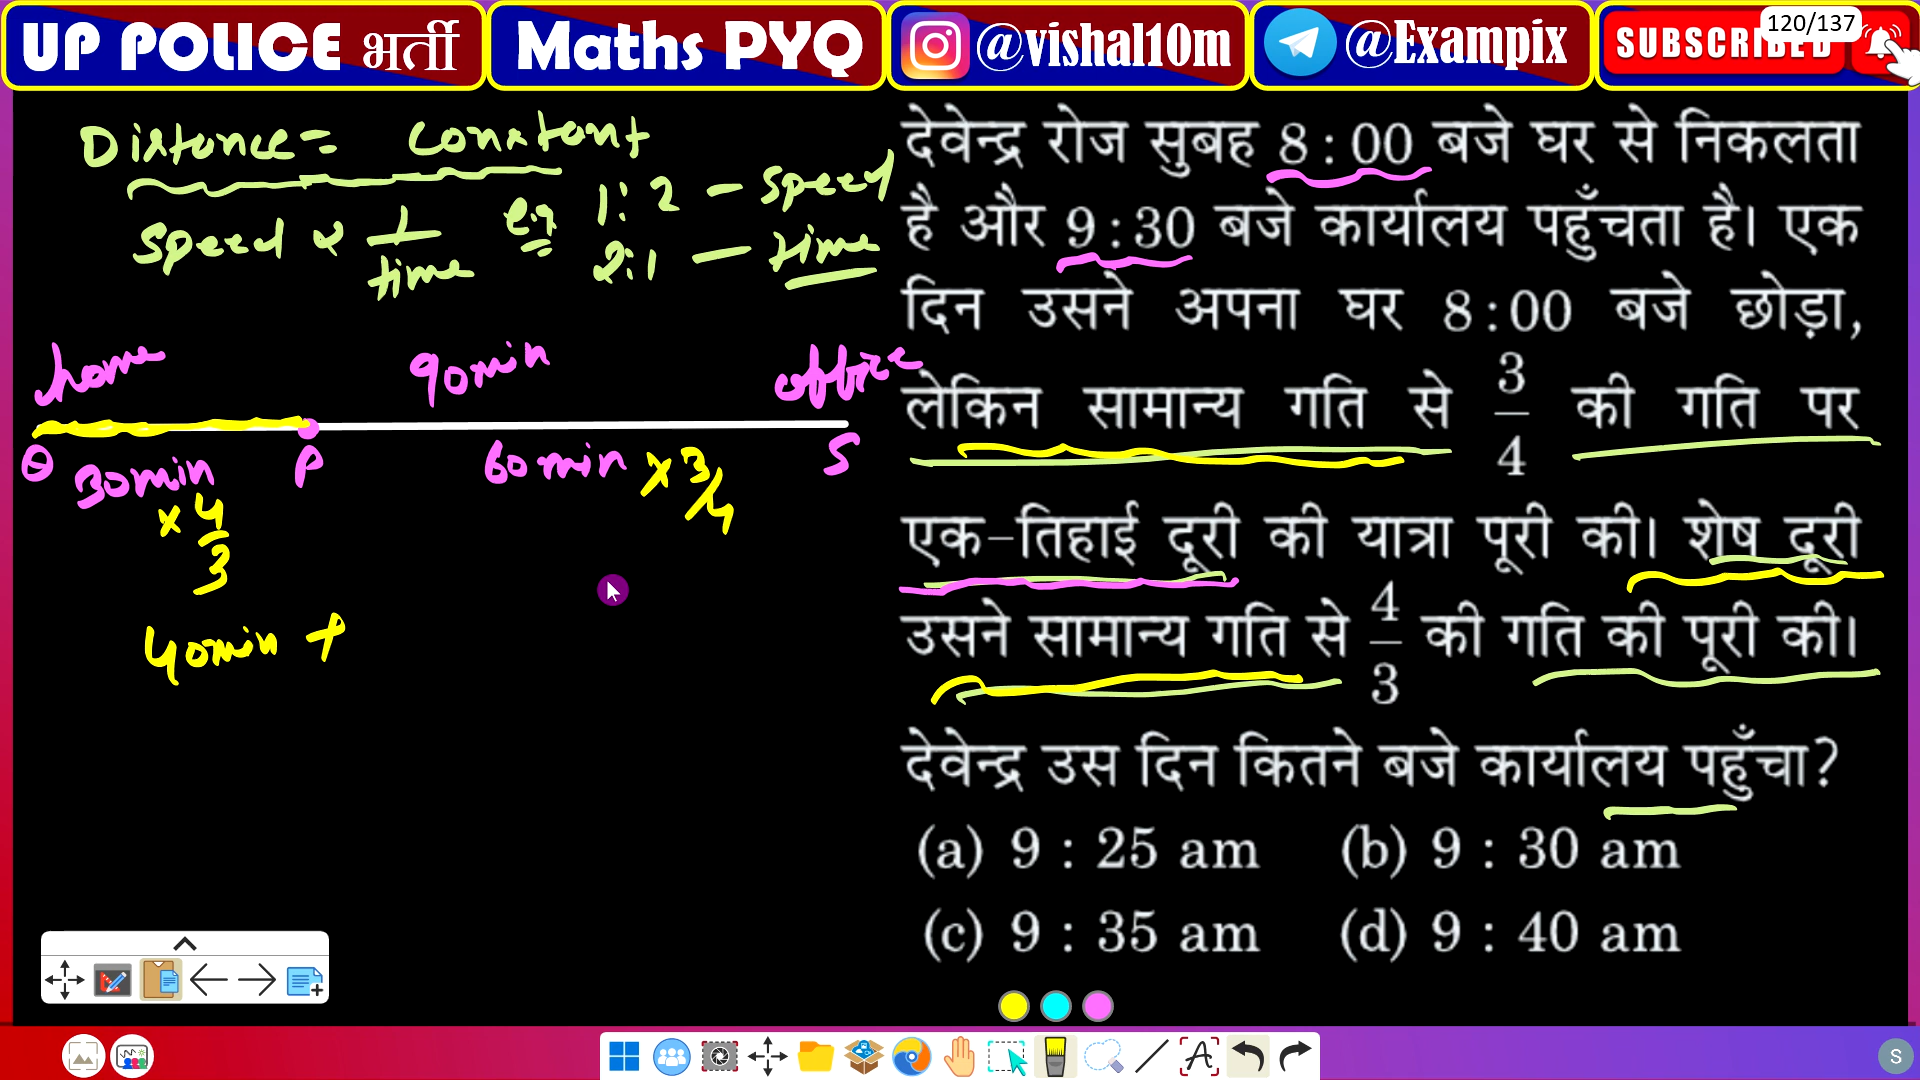 UP POLICE भर्ती
Maths PYQ
@vishal10m
@Exampix
SUBSCRIBED
120/137
Distance = constant
speed ∝ 1/time e.g 1:2 — speed
2:1 — time
home 90min office
θ 30min P 60min × 3/4 S
× 4/3
40min +
देवेन्द्र रोज सुबह 8 : 00 बजे घर से निकलता
है और 9 : 30 बजे कार्यालय पहुँचता है। एक
दिन उसने अपना घर 8 : 00 बजे छोड़ा,
लेकिन सामान्य गति से 3/4 की गति पर
एक-तिहाई दूरी की यात्रा पूरी की। शेष दूरी
उसने सामान्य गति से 4/3 की गति की पूरी की।
देवेन्द्र उस दिन कितने बजे कार्यालय पहुँचा?
(a) 9 : 25 am (b) 9 : 30 am
(c) 9 : 35 am (d) 9 : 40 am
S